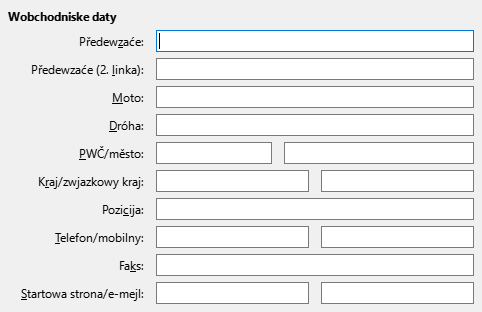 Wobchodniske daty
Předewzaće:
Předewzaće (2. linka):
Moto:
Dróha:
PWČ/město:
Kraj/zwjazkowy kraj:
Pozicija:
Telefon/mobilny:
Faks:
Startowa strona/e-mejl: